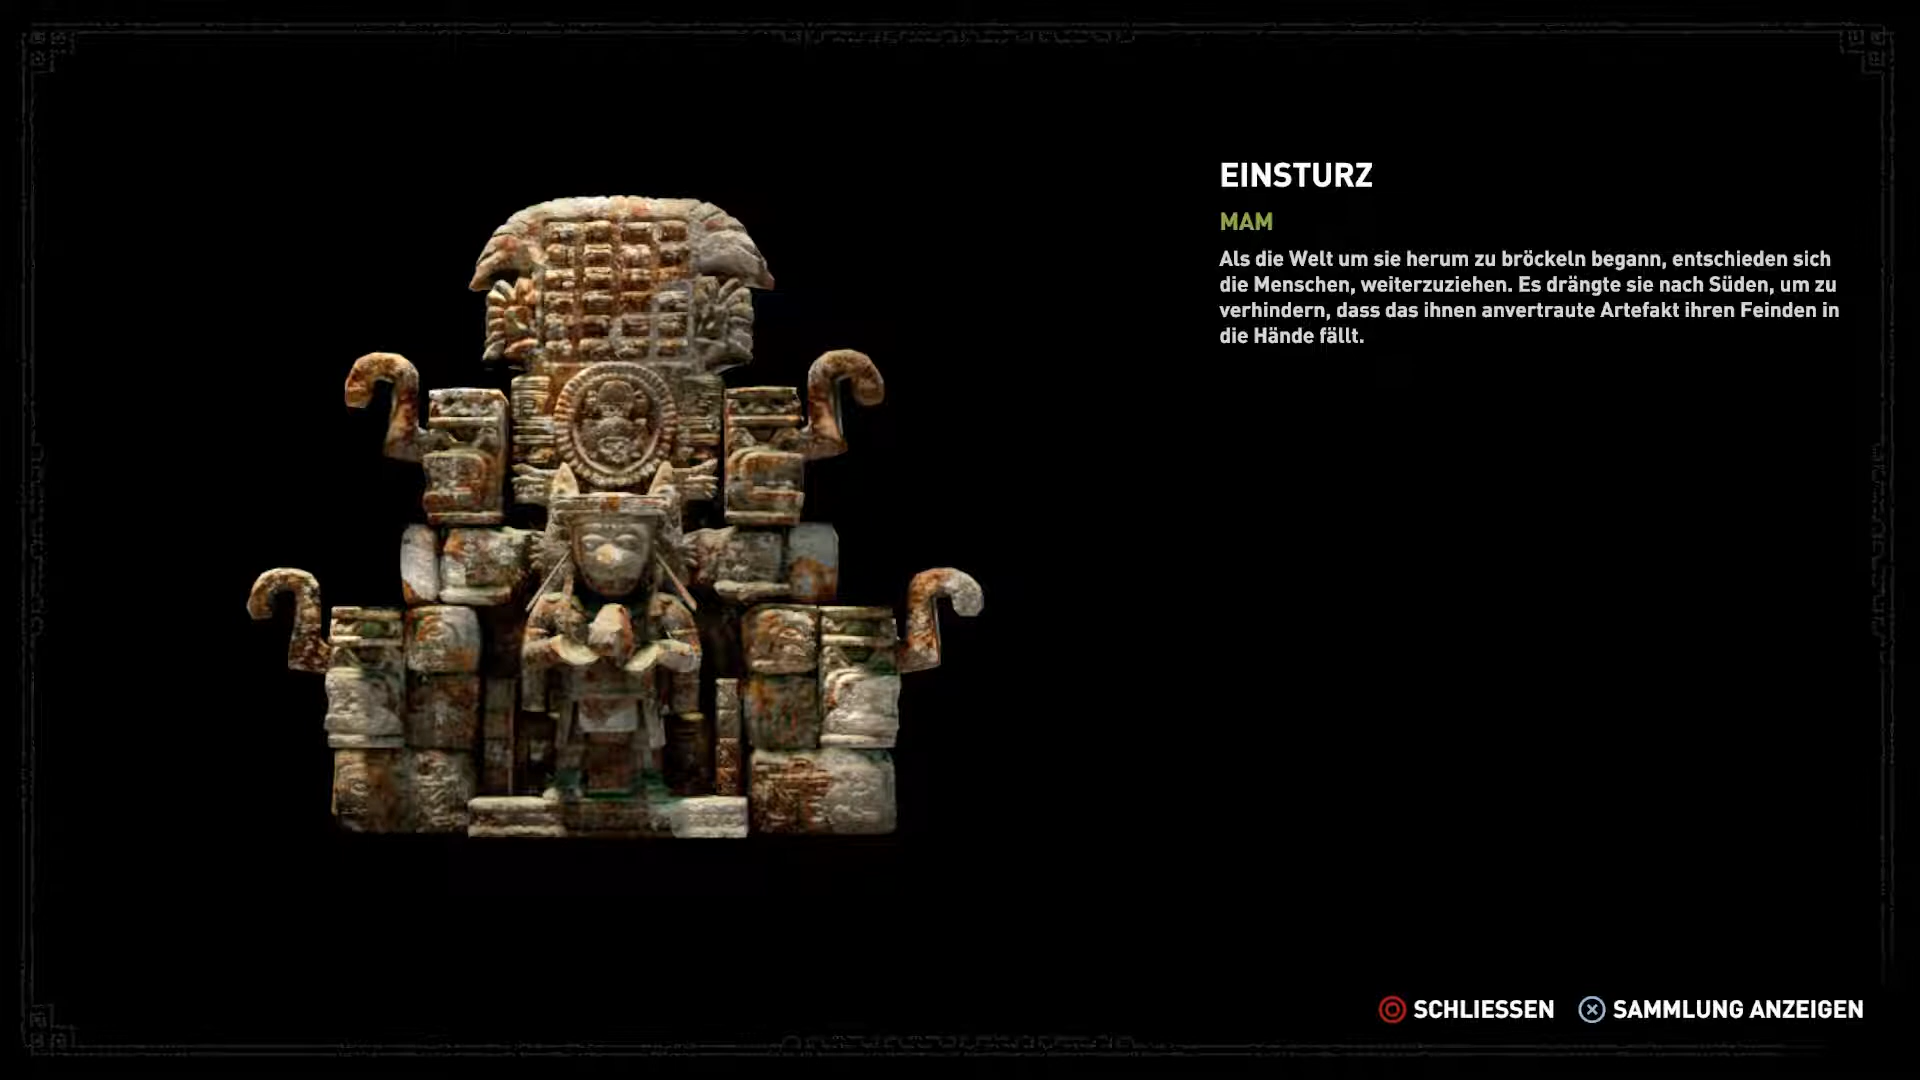 EINSTURZ
MAM
Als die Welt um sie herum zu bröckeln begann, entschieden sich
die Menschen, weiterzuziehen. Es drängte sie nach Süden, um zu
verhindern, dass das ihnen anvertraute Artefakt ihren Feinden in
die Hände fällt.
SCHLIESSEN
SAMMLUNG ANZEIGEN